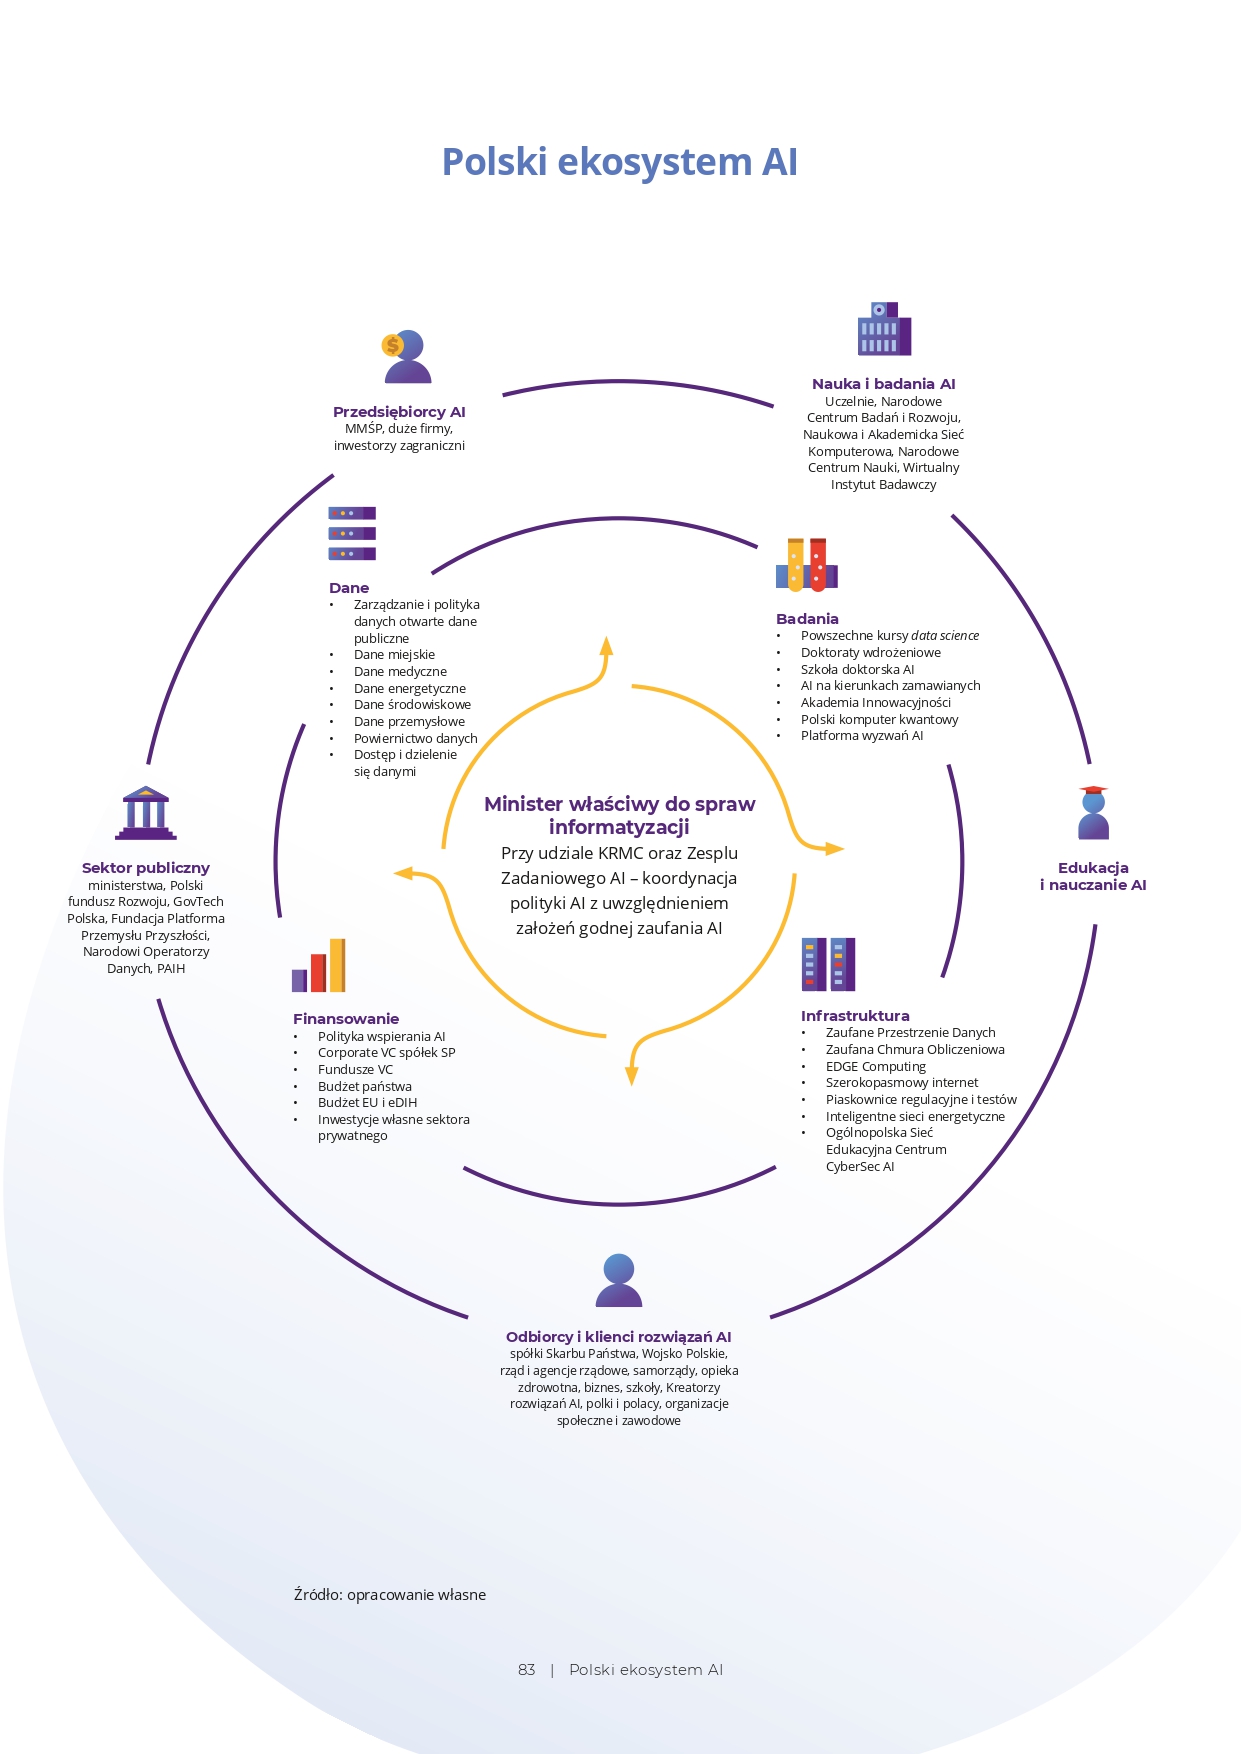 Polski ekosystem AI
Przedsiębiorcy AI
MMŚP, duże firmy,
inwestorzy zagraniczni
Nauka i badania AI
Uczelnie, Narodowe
Centrum Badań i Rozwoju,
Naukowa i Akademicka Sieć
Komputerowa, Narodowe
Centrum Nauki, Wirtualny
Instytut Badawczy
Dane
• Zarządzanie i polityka
danych otwarte dane
publiczne
• Dane miejskie
• Dane medyczne
• Dane energetyczne
• Dane środowiskowe
• Dane przemysłowe
• Powiernictwo danych
• Dostęp i dzielenie
się danymi
Badania
• Powszechne kursy data science
• Doktoraty wdrożeniowe
• Szkoła doktorska AI
• AI na kierunkach zamawianych
• Akademia Innowacyjności
• Polski komputer kwantowy
• Platforma wyzwań AI
Minister właściwy do spraw
informatyzacji
Przy udziale KRMC oraz Zesplu
Zadaniowego AI – koordynacja
polityki AI z uwzględnieniem
założeń godnej zaufania AI
Sektor publiczny
ministerstwa, Polski
fundusz Rozwoju, GovTech
Polska, Fundacja Platforma
Przemysłu Przyszłości,
Narodowi Operatorzy
Danych, PAIH
Edukacja
i nauczanie AI
Finansowanie
• Polityka wspierania AI
• Corporate VC spółek SP
• Fundusze VC
• Budżet państwa
• Budżet EU i eDIH
• Inwestycje własne sektora
prywatnego
Infrastruktura
• Zaufane Przestrzenie Danych
• Zaufana Chmura Obliczeniowa
• EDGE Computing
• Szerokopasmowy internet
• Piaskownice regulacyjne i testów
• Inteligentne sieci energetyczne
• Ogólnopolska Sieć
Edukacyjna Centrum
CyberSec AI
Odbiorcy i klienci rozwiązań AI
spółki Skarbu Państwa, Wojsko Polskie,
rząd i agencje rządowe, samorządy, opieka
zdrowotna, biznes, szkoły, Kreatorzy
rozwiązań AI, polki i polacy, organizacje
społeczne i zawodowe
Źródło: opracowanie własne
83 | Polski ekosystem AI